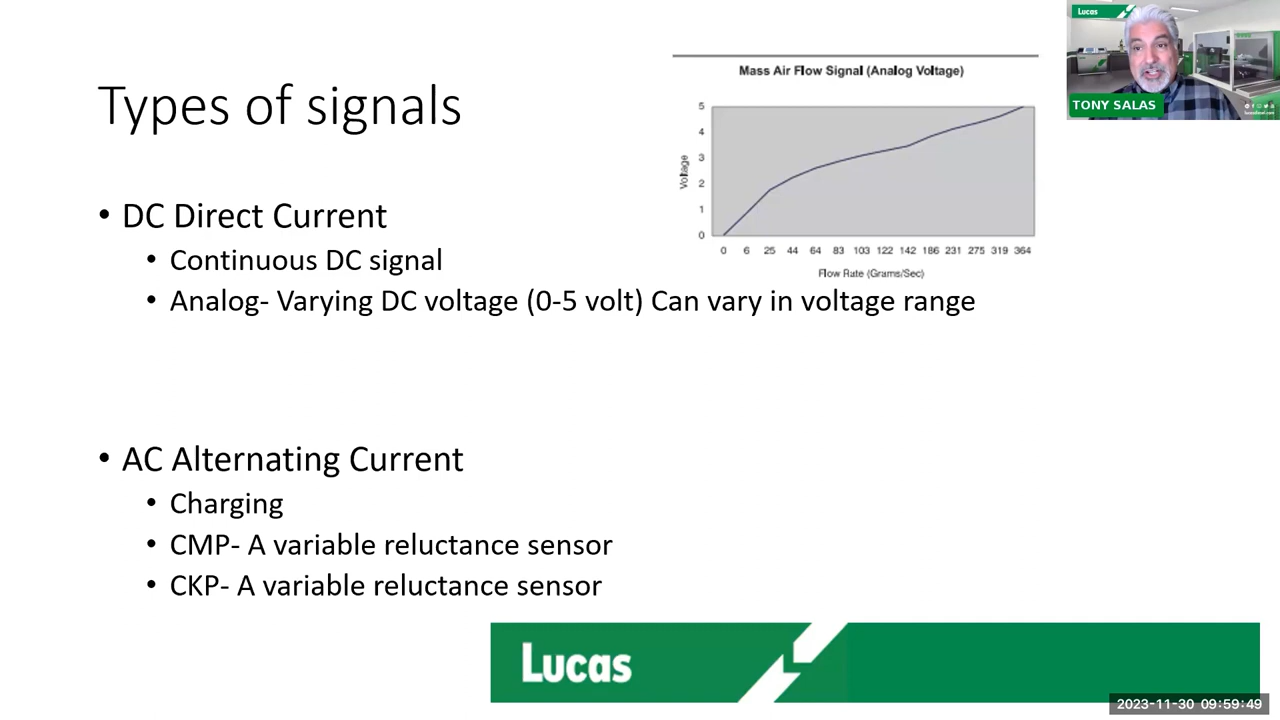 Types of signals
• DC Direct Current
• Continuous DC signal
• Analog- Varying DC voltage (0-5 volt) Can vary in voltage range
• AC Alternating Current
• Charging
• CMP- A variable reluctance sensor
• CKP- A variable reluctance sensor
Mass Air Flow Signal (Analog Voltage)
Voltage
5
4
3
2
1
0
0 6 25 44 64 83 103 122 142 186 231 275 319 364
Flow Rate (Grams/Sec)
Lucas
TONY SALAS
Lucas
2023-11-30 09:59:49